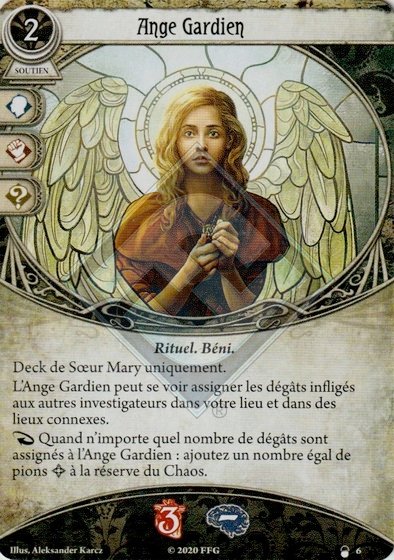 Ange Gardien
2
SOUTIEN
Rituel. Béni.
Deck de Sœur Mary uniquement.
L'Ange Gardien peut se voir assigner les dégâts infligés
aux autres investigateurs dans votre lieu et dans des
lieux connexes.
Quand n'importe quel nombre de dégâts sont
assignés à l'Ange Gardien : ajoutez un nombre égal de
pions à la réserve du Chaos.
3
–
Illus. Aleksander Karcz
© 2020 FFG
6